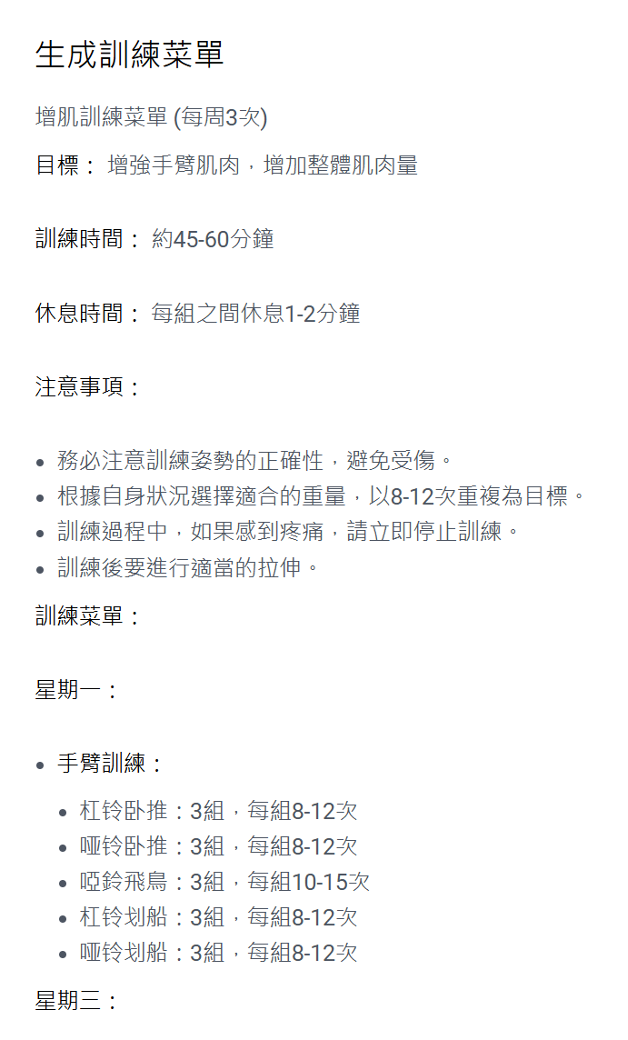 生成訓練菜單
增肌訓練菜單 (每周3次)
目標： 增強手臂肌肉，增加整體肌肉量
訓練時間： 約45-60分鐘
休息時間： 每組之間休息1-2分鐘
注意事項：
• 務必注意訓練姿勢的正確性，避免受傷。
• 根據自身狀況選擇適合的重量，以8-12次重複為目標。
• 訓練過程中，如果感到疼痛，請立即停止訓練。
• 訓練後要進行適當的拉伸。
訓練菜單：
星期一：
• 手臂訓練：
• 杠铃卧推：3組，每組8-12次
• 哑铃卧推：3組，每組8-12次
• 啞鈴飛鳥：3組，每組10-15次
• 杠铃划船：3組，每組8-12次
• 哑铃划船：3組，每組8-12次
星期三：